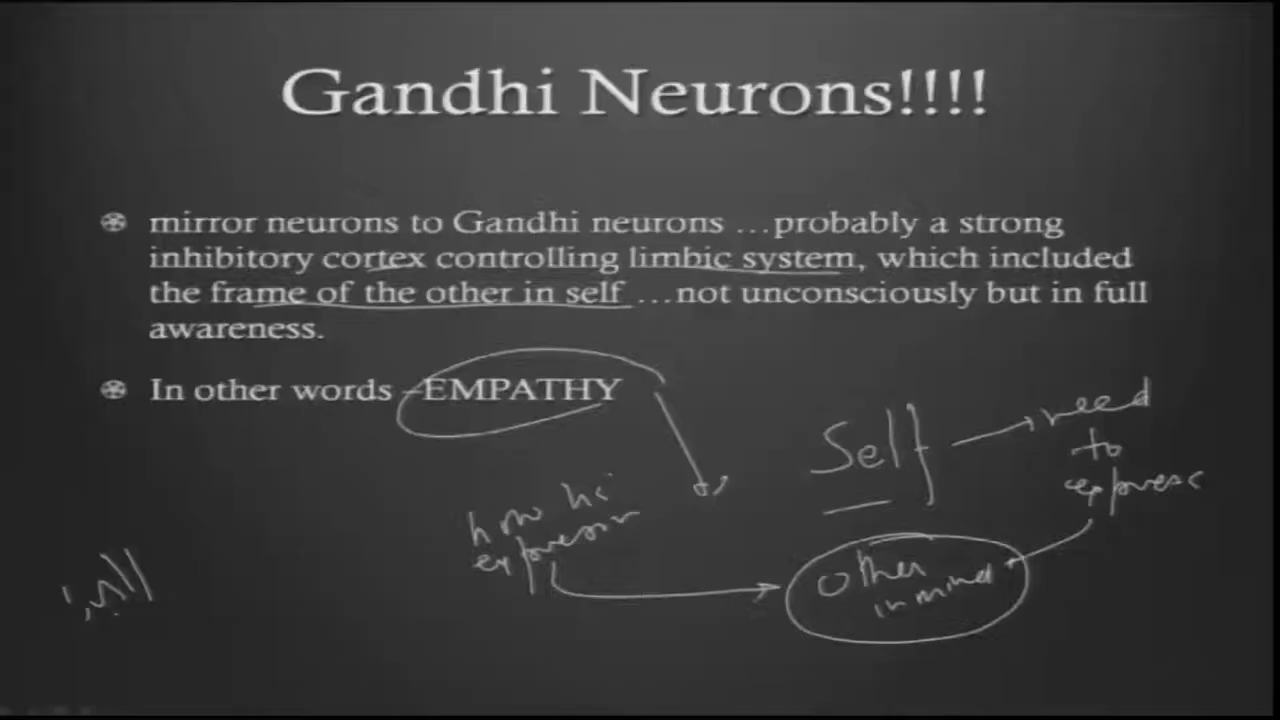 Gandhi Neurons!!!!
mirror neurons to Gandhi neurons ...probably a strong
inhibitory cortex controlling limbic system, which included
the frame of the other in self ...not unconsciously but in full
awareness.
In other words –EMPATHY
Self
need
to
express
how hi
expression
other
in mind